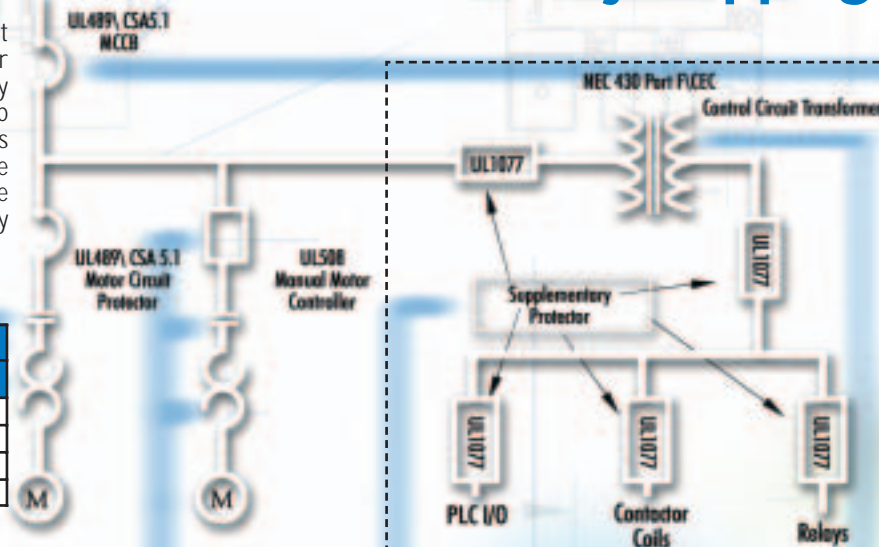 UL489\ CSA5.1
MCCB
NEC 430 Part F\CEC
Control Circuit Transformer
UL1077
UL1077
UL489\ CSA 5.1
Motor Circuit
Protector
UL508
Manual Motor
Controller
Supplementary
Protector
UL1077
UL1077
UL1077
M
M
PLC I/O
Contactor
Coils
Relays